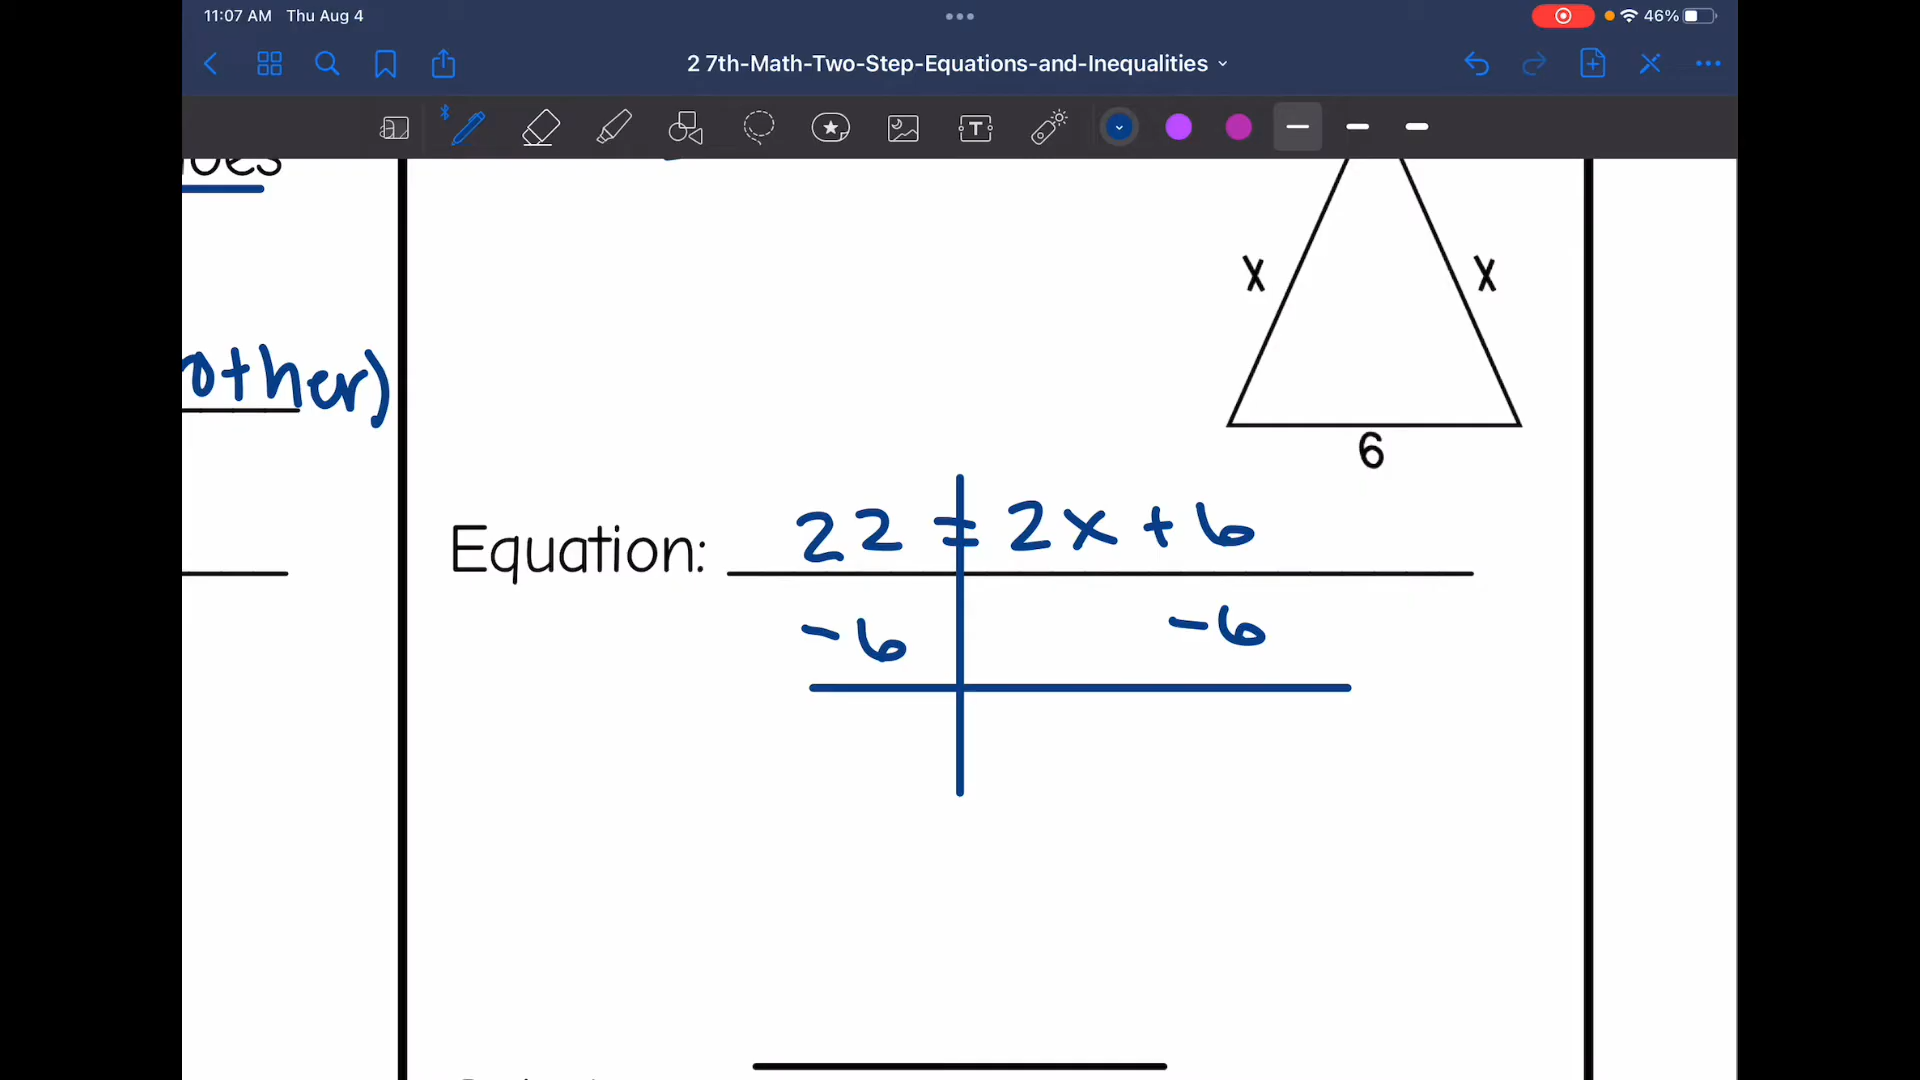 11:07 AM Thu Aug 4
46%
2 7th-Math-Two-Step-Equations-and-Inequalities
T
x x
other)
6
Equation: 22 = 2x + 6
-6 -6